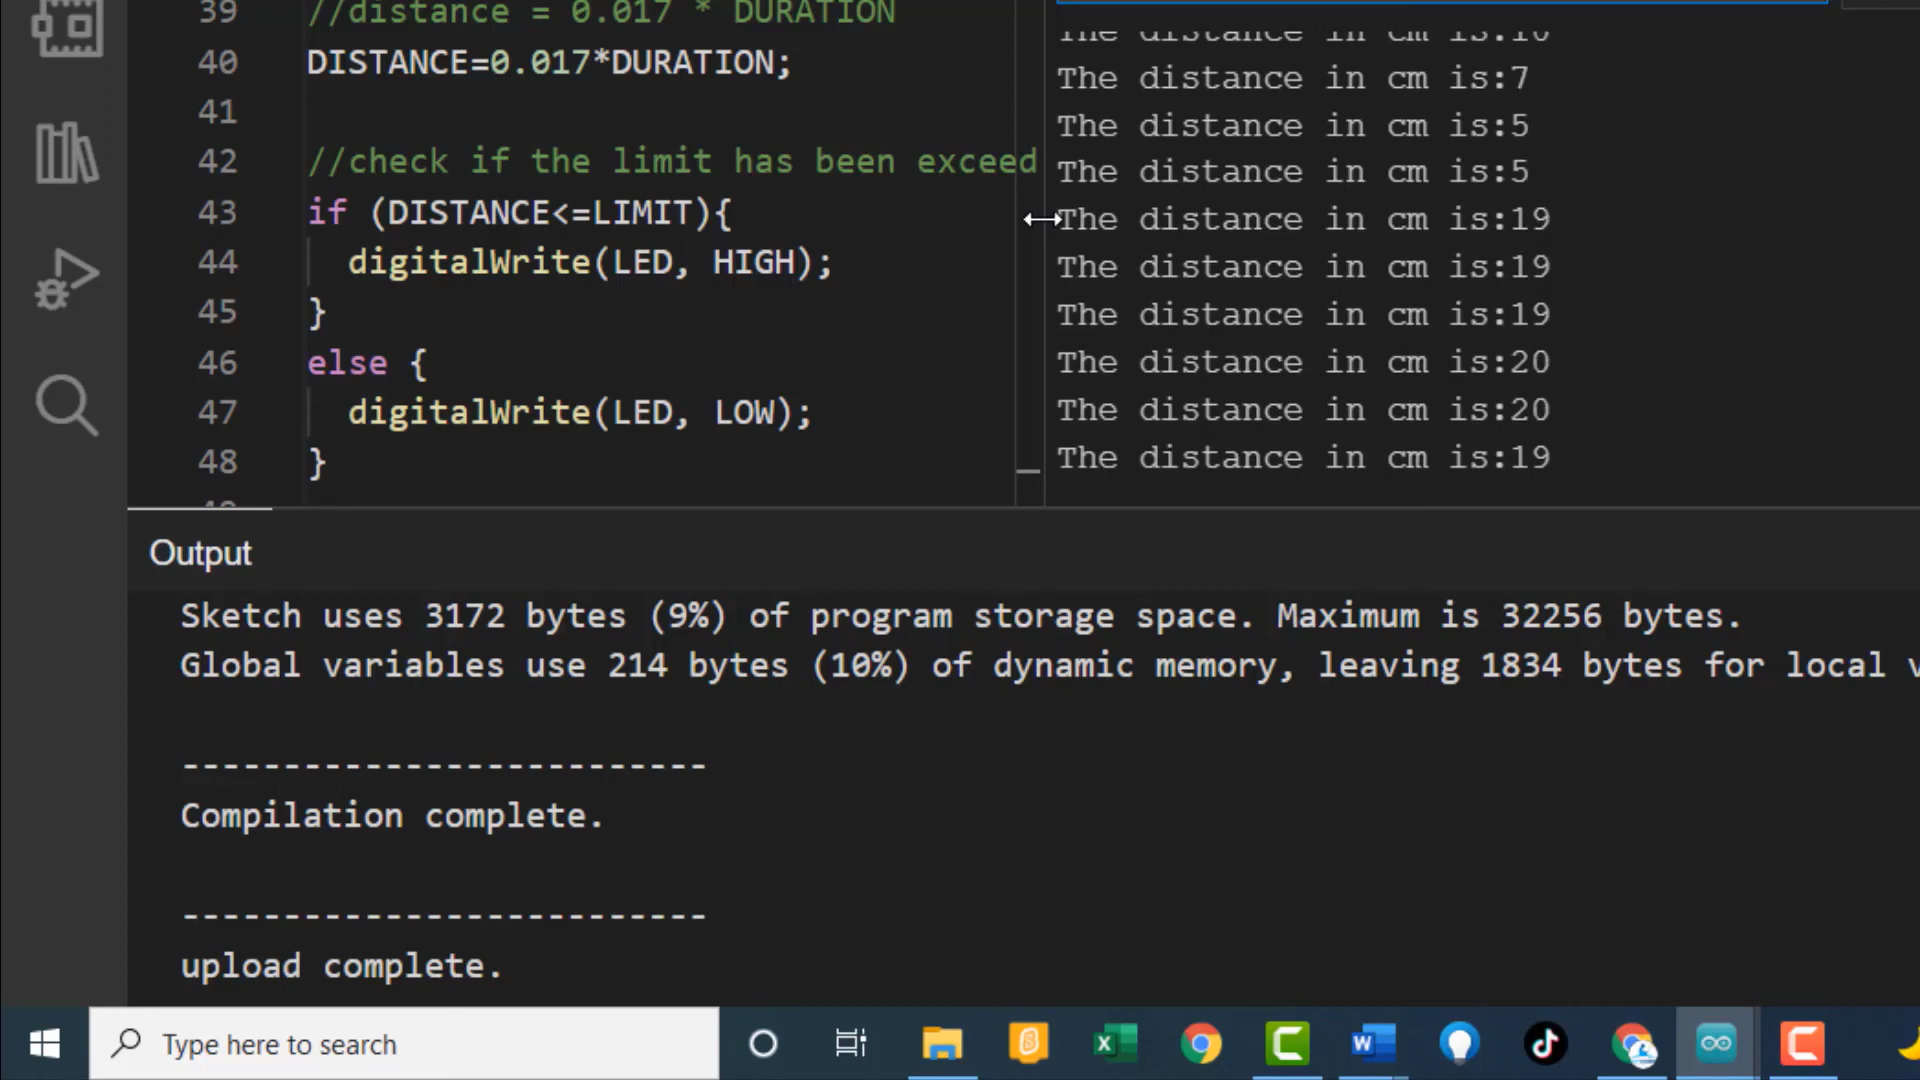 39 //distance = 0.017 * DURATION
40 DISTANCE=0.017*DURATION;
41
42 //check if the limit has been exceed
43 if (DISTANCE<=LIMIT){
44 digitalWrite(LED, HIGH);
45 }
46 else {
47 digitalWrite(LED, LOW);
48 }
The distance in cm is:
The distance in cm is:7
The distance in cm is:5
The distance in cm is:5
The distance in cm is:19
The distance in cm is:19
The distance in cm is:19
The distance in cm is:20
The distance in cm is:20
The distance in cm is:19
Output
Sketch uses 3172 bytes (9%) of program storage space. Maximum is 32256 bytes.
Global variables use 214 bytes (10%) of dynamic memory, leaving 1834 bytes for local
--------------------------
Compilation complete.
--------------------------
upload complete.
Type here to search